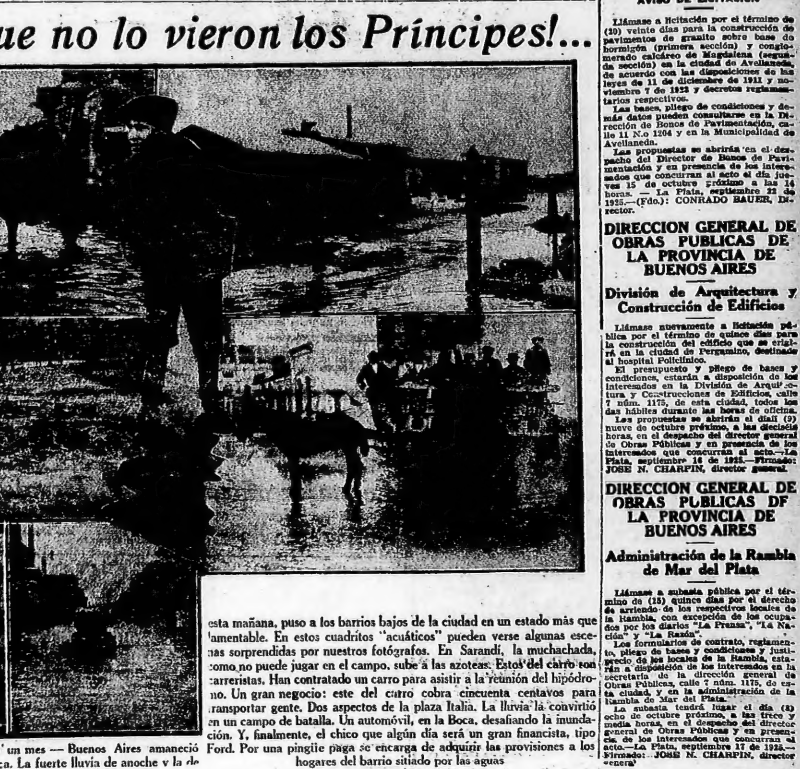 ue no lo vieron los Príncipes!...
esta mañana, puso a los barrios bajos de la ciudad en un estado más que
lamentable. En estos cuadritos "acuáticos" pueden verse algunas esce-
nas sorprendidas por nuestros fotógrafos. En Sarandí, la muchachada,
como no puede jugar en el campo, sube a las azoteas. Estos del carro son
carreristas. Han contratado un carro para asistir a la reunión del hipódro-
mo. Un gran negocio: este del carro cobra cincuenta centavos para
transportar gente. Dos aspectos de la plaza Italia. La lluvia la convirtió
en un campo de batalla. Un automóvil, en la Boca, desafiando la inunda-
ción. Y, finalmente, el chico que algún día será un gran financista, tipo
Ford. Por una pingüe paga se encarga de adquirir las provisiones a los
hogares del barrio sitiado por las aguas
un mes — Buenos Aires amaneció
ca. La fuerte lluvia de anoche y la de
AVISO DE LICITACION
Llámase a licitación por el término de
(20) veinte días para la construcción de
pavimentos de granito sobre base de
hormigón (primera sección) y conglo-
merado calcáreo de Magdalena (segun-
da sección) en la ciudad de Avellaneda,
de acuerdo con las disposiciones de las
leyes de 11 de diciembre de 1911 y no-
viembre 7 de 1923 y decretos reglamen-
tarios respectivos.
Las bases, pliego de condiciones y de-
más datos pueden consultarse en la Di-
rección de Bonos de Pavimentación, ca-
lle 11 N.o 1204 y en la Municipalidad de
Avellaneda.
Las propuestas se abrirán en el des-
pacho del Director de Bonos de Pavi-
mentación y en presencia de los intere-
sados que concurran al acto el día jue-
ves 15 de octubre próximo a las 14
horas. — La Plata, septiembre 22 de
1925.—(Fdo.): CONRADO BAUER, Di-
rector.
DIRECCION GENERAL DE
OBRAS PUBLICAS DE
LA PROVINCIA DE
BUENOS AIRES
División de Arquitectura y
Construcción de Edificios
Llámase nuevamente a licitación pú-
blica por el término de quince días para
la construcción del edificio que se erigi-
rá en la ciudad de Pergamino, destinado
al hospital Policlínico.
El presupuesto y pliego de bases y
condiciones, estarán a disposición de los
interesados en la División de Arquitec-
tura y Construcciones de Edificios, calle
7 núm. 1175, de esta ciudad, todos los
das hábiles durante las horas de oficina.
Las propuestas se abrirán el díaíl (9)
nueve de octubre próximo, a las dieciséis
horas, en el despacho del director general
de Obras Públicas y en presencia de los
interesados que concurran al acto.—La
Plata, septiembre 16 de 1925.—Firmado:
JOSE N. CHARPIN, director general.
DIRECCION GENERAL DE
OBRAS PUBLICAS DE
LA PROVINCIA DE
BUENOS AIRES
Administración de la Rambla
de Mar del Plata
Llámase a subasta pública por el tér-
mino de (15) quince días por el derecho
de arriendo de los respectivos locales de
la Rambla, con excepción de los ocupa-
dos por los diarios "La Prensa", "La Na-
ción" y "La Razón".
Los formularios de contrato, reglamen-
to, pliego de bases y condiciones y justi-
precio de los locales de la Rambla, esta-
rán a disposición de los interesados en la
secretaría de la dirección general de
Obras Públicas, calle 7 núm. 1175, de es-
ta ciudad, y en la administración de la
Rambla de Mar del Plata.
La subasta tendrá lugar el día (8)
ocho de octubre próximo, a las trece y
media horas, en el despacho del director
general de Obras Públicas y en presen-
cia, de los interesados que concurran al
acto.—La Plata, septiembre 17 de 1925.—
Firmado: JOSE N. CHARPIN, director
general